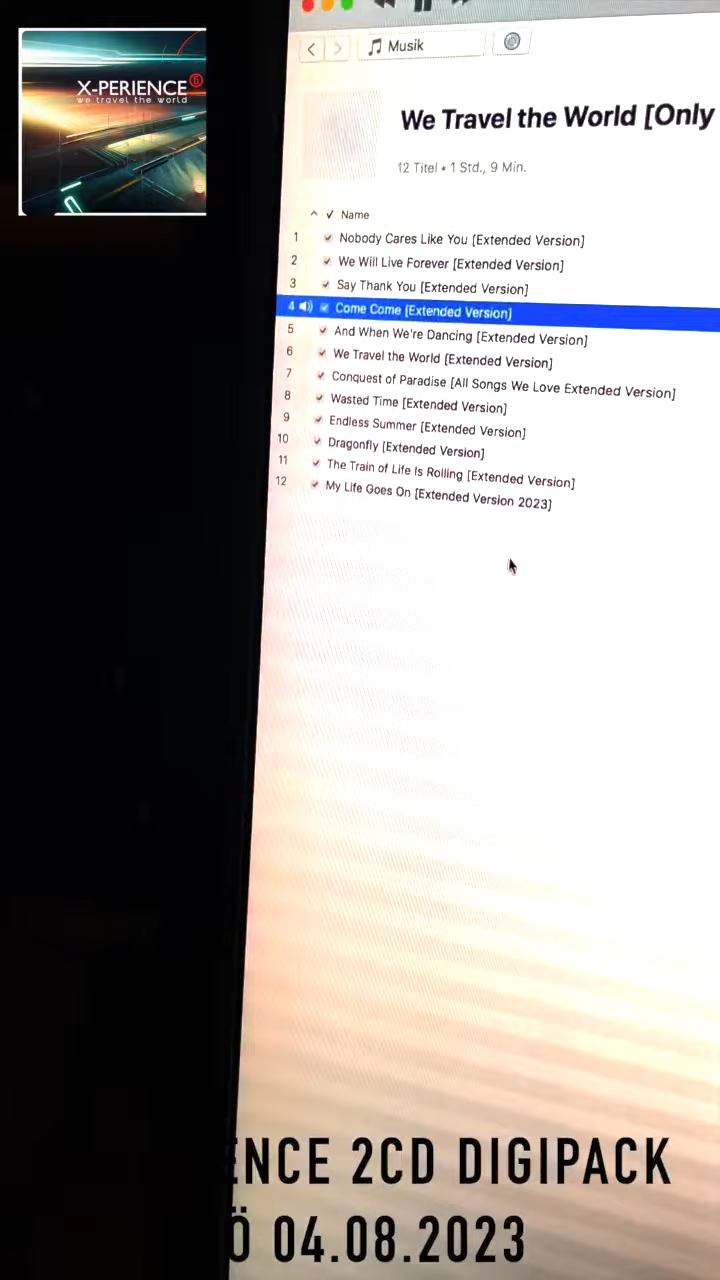 X-PERIENCE 6
we travel the world
Musik
We Travel the World [Only
12 Titel • 1 Std., 9 Min.
^ ✓ Name
1 Nobody Cares Like You [Extended Version]
2 We Will Live Forever [Extended Version]
3 Say Thank You [Extended Version]
4 Come Come [Extended Version]
5 And When We're Dancing [Extended Version]
6 We Travel the World [Extended Version]
7 Conquest of Paradise [All Songs We Love Extended Version]
8 Wasted Time [Extended Version]
9 Endless Summer [Extended Version]
10 Dragonfly [Extended Version]
11 The Train of Life Is Rolling [Extended Version]
12 My Life Goes On [Extended Version 2023]
ENCE 2CD DIGIPACK
Ö 04.08.2023